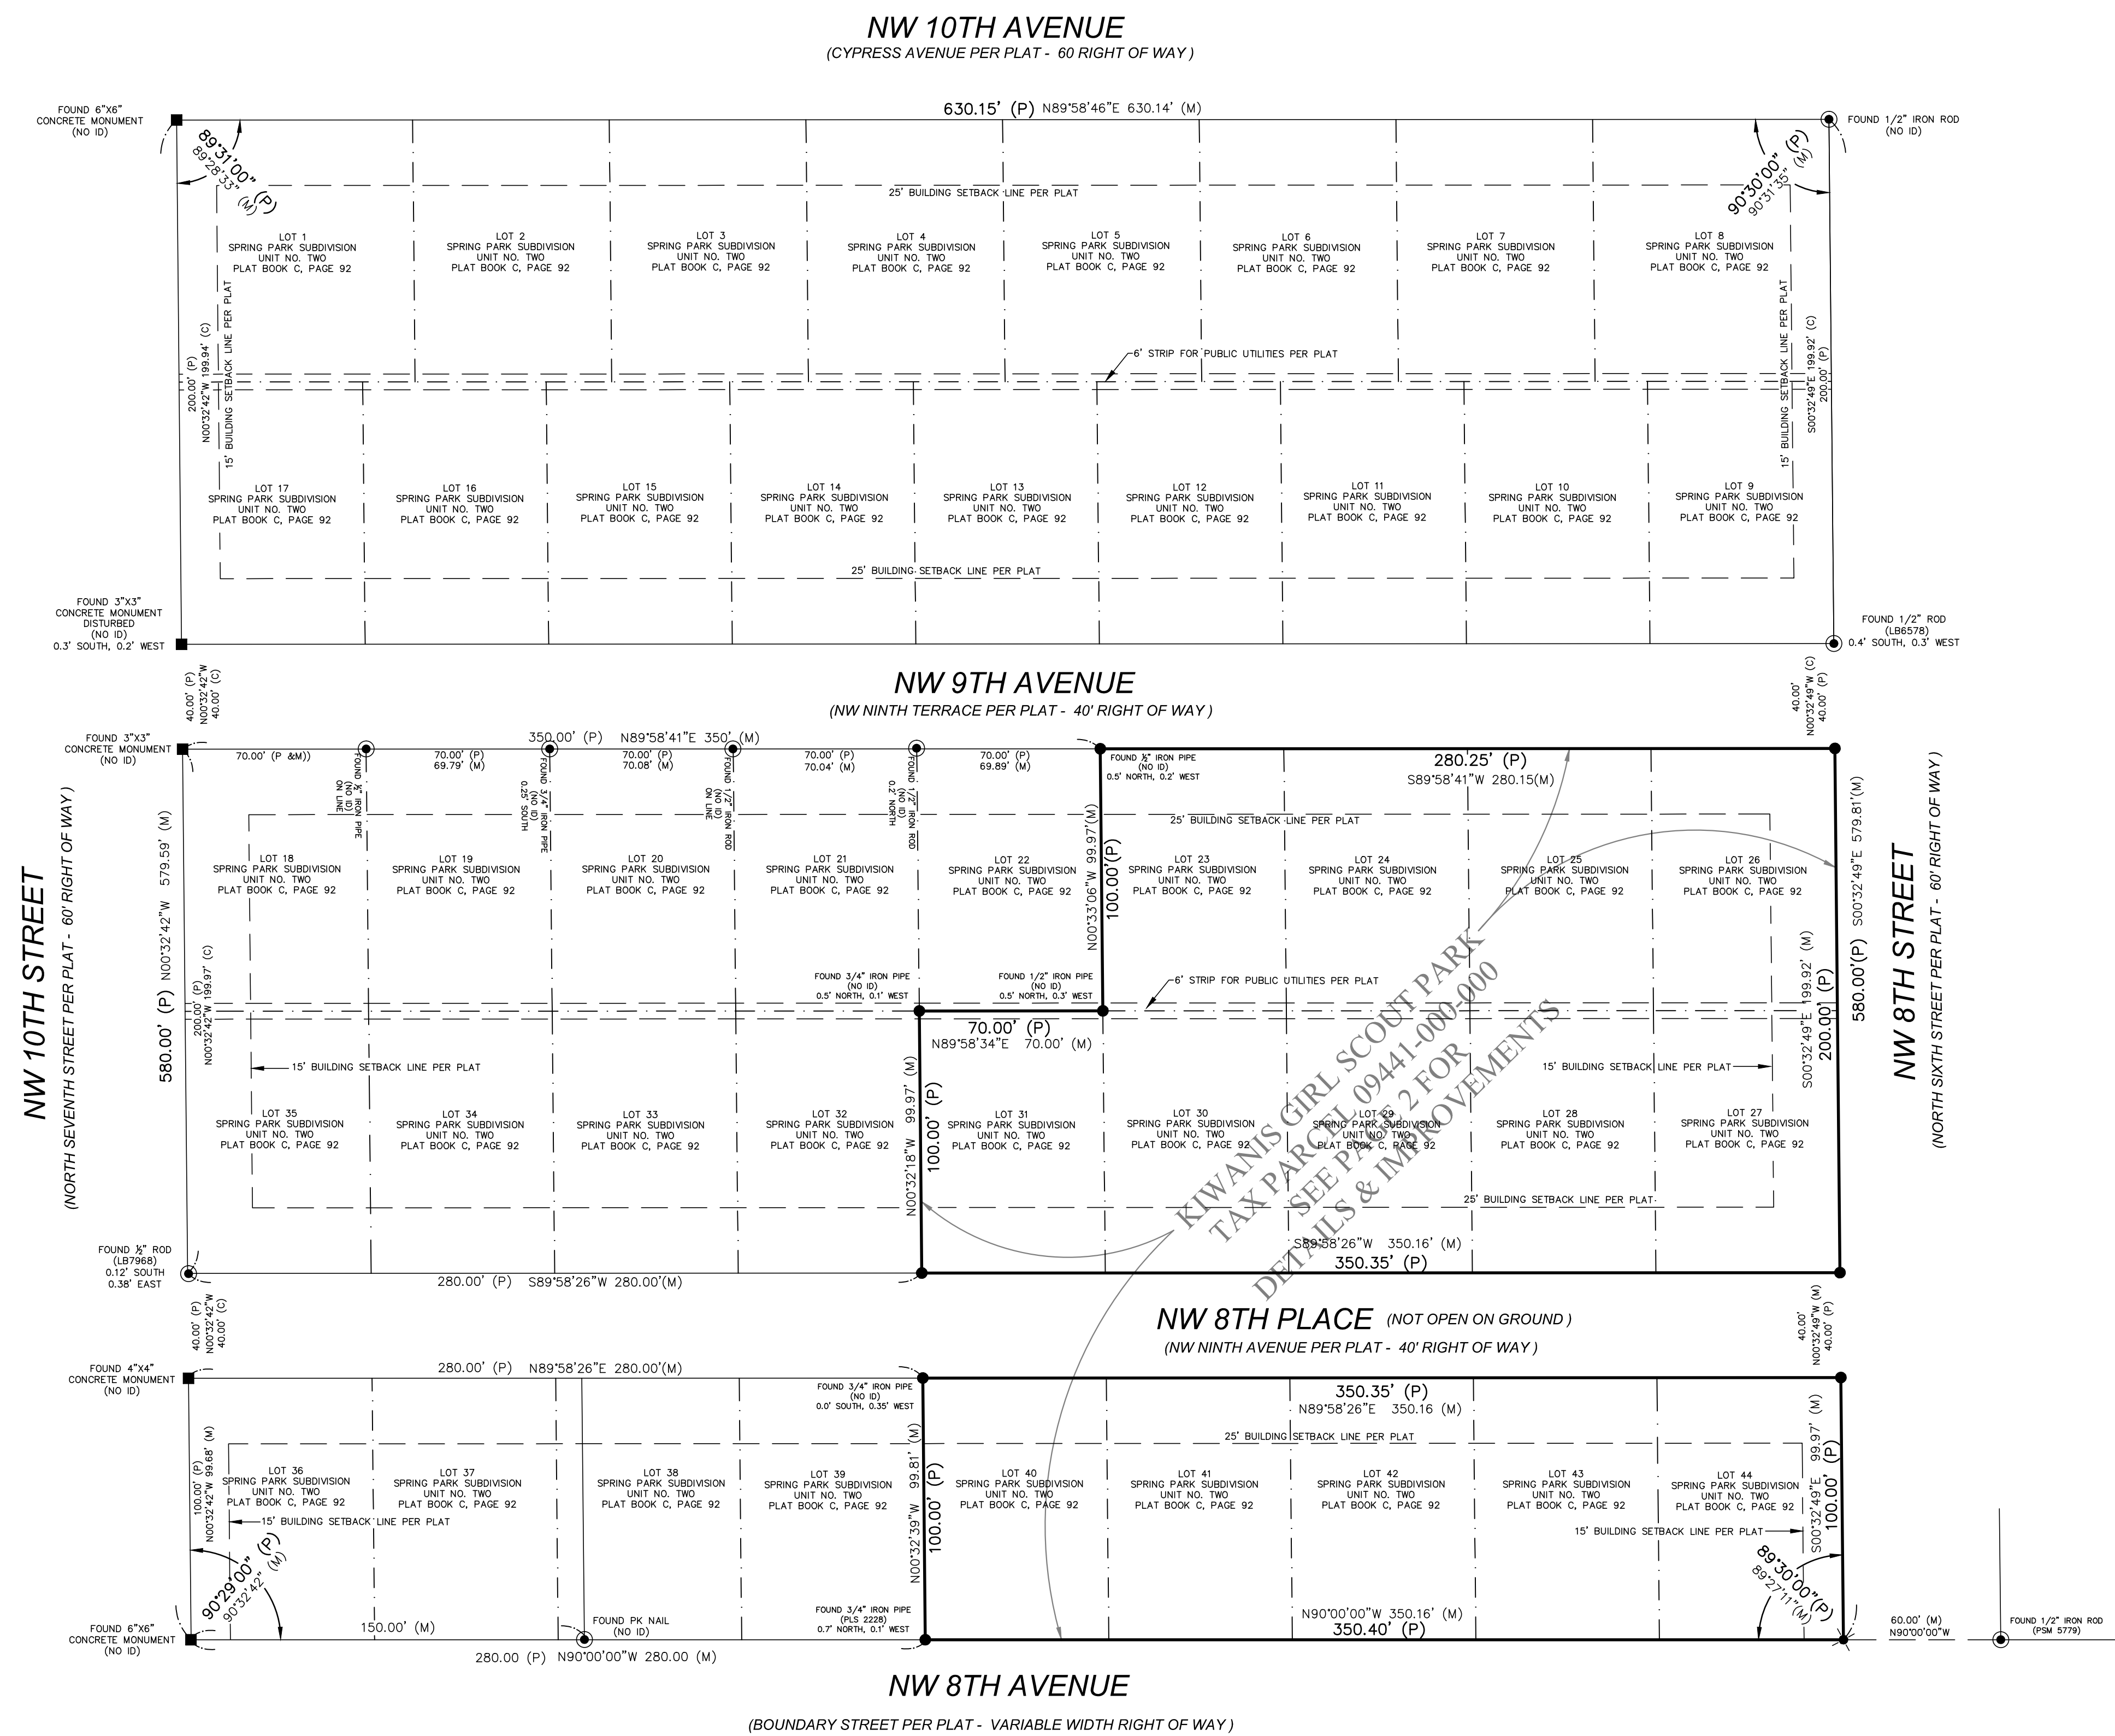 NW 10TH AVENUE
(CYPRESS AVENUE PER PLAT - 60 RIGHT OF WAY )
FOUND 6"X6"
CONCRETE MONUMENT
(NO ID)
630.15' (P) N89°58'46"E 630.14' (M)
FOUND 1/2" IRON ROD
(NO ID)
89°31'00" (P)
89°28'33" (M)
90°30'00" (P)
90°31'35" (M)
25' BUILDING SETBACK LINE PER PLAT
LOT 1
SPRING PARK SUBDIVISION
UNIT NO. TWO
PLAT BOOK C, PAGE 92
LOT 2
SPRING PARK SUBDIVISION
UNIT NO. TWO
PLAT BOOK C, PAGE 92
LOT 3
SPRING PARK SUBDIVISION
UNIT NO. TWO
PLAT BOOK C, PAGE 92
LOT 4
SPRING PARK SUBDIVISION
UNIT NO. TWO
PLAT BOOK C, PAGE 92
LOT 5
SPRING PARK SUBDIVISION
UNIT NO. TWO
PLAT BOOK C, PAGE 92
LOT 6
SPRING PARK SUBDIVISION
UNIT NO. TWO
PLAT BOOK C, PAGE 92
LOT 7
SPRING PARK SUBDIVISION
UNIT NO. TWO
PLAT BOOK C, PAGE 92
LOT 8
SPRING PARK SUBDIVISION
UNIT NO. TWO
PLAT BOOK C, PAGE 92
200.00' (P)
N00°32'42"W 199.94' (C)
15' BUILDING SETBACK LINE PER PLAT
6' STRIP FOR PUBLIC UTILITIES PER PLAT
15' BUILDING SETBACK LINE PER PLAT
S00°32'49"E 199.92' (C)
200.00' (P)
LOT 17
SPRING PARK SUBDIVISION
UNIT NO. TWO
PLAT BOOK C, PAGE 92
LOT 16
SPRING PARK SUBDIVISION
UNIT NO. TWO
PLAT BOOK C, PAGE 92
LOT 15
SPRING PARK SUBDIVISION
UNIT NO. TWO
PLAT BOOK C, PAGE 92
LOT 14
SPRING PARK SUBDIVISION
UNIT NO. TWO
PLAT BOOK C, PAGE 92
LOT 13
SPRING PARK SUBDIVISION
UNIT NO. TWO
PLAT BOOK C, PAGE 92
LOT 12
SPRING PARK SUBDIVISION
UNIT NO. TWO
PLAT BOOK C, PAGE 92
LOT 11
SPRING PARK SUBDIVISION
UNIT NO. TWO
PLAT BOOK C, PAGE 92
LOT 10
SPRING PARK SUBDIVISION
UNIT NO. TWO
PLAT BOOK C, PAGE 92
LOT 9
SPRING PARK SUBDIVISION
UNIT NO. TWO
PLAT BOOK C, PAGE 92
25' BUILDING SETBACK LINE PER PLAT
FOUND 3"X3"
CONCRETE MONUMENT
DISTURBED
(NO ID)
0.3' SOUTH, 0.2' WEST
FOUND 1/2" ROD
(LB6578)
0.4' SOUTH, 0.3' WEST
40.00' (P)
N00°32'42"W
40.00' (C)
NW 9TH AVENUE
(NW NINTH TERRACE PER PLAT - 40' RIGHT OF WAY )
40.00'
N00°32'49"W (C)
40.00' (P)
FOUND 3"X3"
CONCRETE MONUMENT
(NO ID)
350.00' (P) N89°58'41"E 350' (M)
70.00' (P &M))
70.00' (P)
69.79' (M)
70.00' (P)
70.08' (M)
70.00' (P)
70.04' (M)
70.00' (P)
69.89' (M)
FOUND ½" IRON PIPE
(NO ID)
ON LINE
FOUND 3/4" IRON PIPE
(NO ID)
0.25' SOUTH
FOUND 1/2" IRON ROD
(NO ID)
ON LINE
FOUND 1/2" IRON ROD
(NO ID)
0.2' NORTH
FOUND ½" IRON PIPE
(NO ID)
0.5' NORTH, 0.2' WEST
280.25' (P)
S89°58'41"W 280.15(M)
25' BUILDING SETBACK LINE PER PLAT
NW 10TH STREET
(NORTH SEVENTH STREET PER PLAT - 60' RIGHT OF WAY )
580.00' (P) N00°32'42"W 579.59' (M)
200.00' (P)
N00°32'42"W 199.97' (C)
LOT 18
SPRING PARK SUBDIVISION
UNIT NO. TWO
PLAT BOOK C, PAGE 92
LOT 19
SPRING PARK SUBDIVISION
UNIT NO. TWO
PLAT BOOK C, PAGE 92
LOT 20
SPRING PARK SUBDIVISION
UNIT NO. TWO
PLAT BOOK C, PAGE 92
LOT 21
SPRING PARK SUBDIVISION
UNIT NO. TWO
PLAT BOOK C, PAGE 92
LOT 22
SPRING PARK SUBDIVISION
UNIT NO. TWO
PLAT BOOK C, PAGE 92
N00°33'06"W 99.97'(M)
100.00'(P)
LOT 23
SPRING PARK SUBDIVISION
UNIT NO. TWO
PLAT BOOK C, PAGE 92
LOT 24
SPRING PARK SUBDIVISION
UNIT NO. TWO
PLAT BOOK C, PAGE 92
LOT 25
SPRING PARK SUBDIVISION
UNIT NO. TWO
PLAT BOOK C, PAGE 92
LOT 26
SPRING PARK SUBDIVISION
UNIT NO. TWO
PLAT BOOK C, PAGE 92
S00°32'49"E 199.92' (M)
200.00' (P)
580.00'(P) S00°32'49"E 579.81'(M)
NW 8TH STREET
(NORTH SIXTH STREET PER PLAT - 60' RIGHT OF WAY )
FOUND 3/4" IRON PIPE
(NO ID)
0.5' NORTH, 0.1' WEST
FOUND 1/2" IRON PIPE
(NO ID)
0.5' NORTH, 0.3' WEST
6' STRIP FOR PUBLIC UTILITIES PER PLAT
70.00' (P)
N89°58'34"E 70.00' (M)
KIWANIS GIRL SCOUT PARK
TAX PARCEL 09441-000-000
SEE PAGE 2 FOR
DETAILS & IMPROVEMENTS
15' BUILDING SETBACK LINE PER PLAT
15' BUILDING SETBACK LINE PER PLAT
N00°32'18"W 99.97' (M)
100.00' (P)
LOT 35
SPRING PARK SUBDIVISION
UNIT NO. TWO
PLAT BOOK C, PAGE 92
LOT 34
SPRING PARK SUBDIVISION
UNIT NO. TWO
PLAT BOOK C, PAGE 92
LOT 33
SPRING PARK SUBDIVISION
UNIT NO. TWO
PLAT BOOK C, PAGE 92
LOT 32
SPRING PARK SUBDIVISION
UNIT NO. TWO
PLAT BOOK C, PAGE 92
LOT 31
SPRING PARK SUBDIVISION
UNIT NO. TWO
PLAT BOOK C, PAGE 92
LOT 30
SPRING PARK SUBDIVISION
UNIT NO. TWO
PLAT BOOK C, PAGE 92
LOT 29
SPRING PARK SUBDIVISION
UNIT NO. TWO
PLAT BOOK C, PAGE 92
LOT 28
SPRING PARK SUBDIVISION
UNIT NO. TWO
PLAT BOOK C, PAGE 92
LOT 27
SPRING PARK SUBDIVISION
UNIT NO. TWO
PLAT BOOK C, PAGE 92
25' BUILDING SETBACK LINE PER PLAT
FOUND ½" ROD
(LB7968)
0.12' SOUTH
0.38' EAST
280.00' (P) S89°58'26"W 280.00'(M)
S89°58'26"W 350.16' (M)
350.35' (P)
40.00' (P)
N00°32'42"W
40.00' (C)
NW 8TH PLACE (NOT OPEN ON GROUND )
(NW NINTH AVENUE PER PLAT - 40' RIGHT OF WAY )
40.00'
N00°32'49"W (M)
40.00' (P)
FOUND 4"X4"
CONCRETE MONUMENT
(NO ID)
280.00' (P) N89°58'26"E 280.00'(M)
FOUND 3/4" IRON PIPE
(NO ID)
0.0' SOUTH, 0.35' WEST
350.35' (P)
N89°58'26"E 350.16 (M)
25' BUILDING SETBACK LINE PER PLAT
100.00' (P)
N00°32'42"W 99.68' (M)
LOT 36
SPRING PARK SUBDIVISION
UNIT NO. TWO
PLAT BOOK C, PAGE 92
LOT 37
SPRING PARK SUBDIVISION
UNIT NO. TWO
PLAT BOOK C, PAGE 92
LOT 38
SPRING PARK SUBDIVISION
UNIT NO. TWO
PLAT BOOK C, PAGE 92
LOT 39
SPRING PARK SUBDIVISION
UNIT NO. TWO
PLAT BOOK C, PAGE 92
N00°32'39"W 99.81' (M)
100.00' (P)
LOT 40
SPRING PARK SUBDIVISION
UNIT NO. TWO
PLAT BOOK C, PAGE 92
LOT 41
SPRING PARK SUBDIVISION
UNIT NO. TWO
PLAT BOOK C, PAGE 92
LOT 42
SPRING PARK SUBDIVISION
UNIT NO. TWO
PLAT BOOK C, PAGE 92
LOT 43
SPRING PARK SUBDIVISION
UNIT NO. TWO
PLAT BOOK C, PAGE 92
LOT 44
SPRING PARK SUBDIVISION
UNIT NO. TWO
PLAT BOOK C, PAGE 92
S00°32'49"E 99.97' (M)
100.00' (P)
15' BUILDING SETBACK LINE PER PLAT
15' BUILDING SETBACK LINE PER PLAT
90°29'00" (P)
90°32'42" (M)
89°30'00"(P)
89°27'11"(M)
FOUND 6"X6"
CONCRETE MONUMENT
(NO ID)
150.00' (M)
FOUND PK NAIL
(NO ID)
FOUND 3/4" IRON PIPE
(PLS 2228)
0.7' NORTH, 0.1' WEST
N90°00'00"W 350.16' (M)
350.40' (P)
60.00' (M)
N90°00'00"W
FOUND 1/2" IRON ROD
(PSM 5779)
280.00 (P) N90°00'00"W 280.00 (M)
NW 8TH AVENUE
(BOUNDARY STREET PER PLAT - VARIABLE WIDTH RIGHT OF WAY )